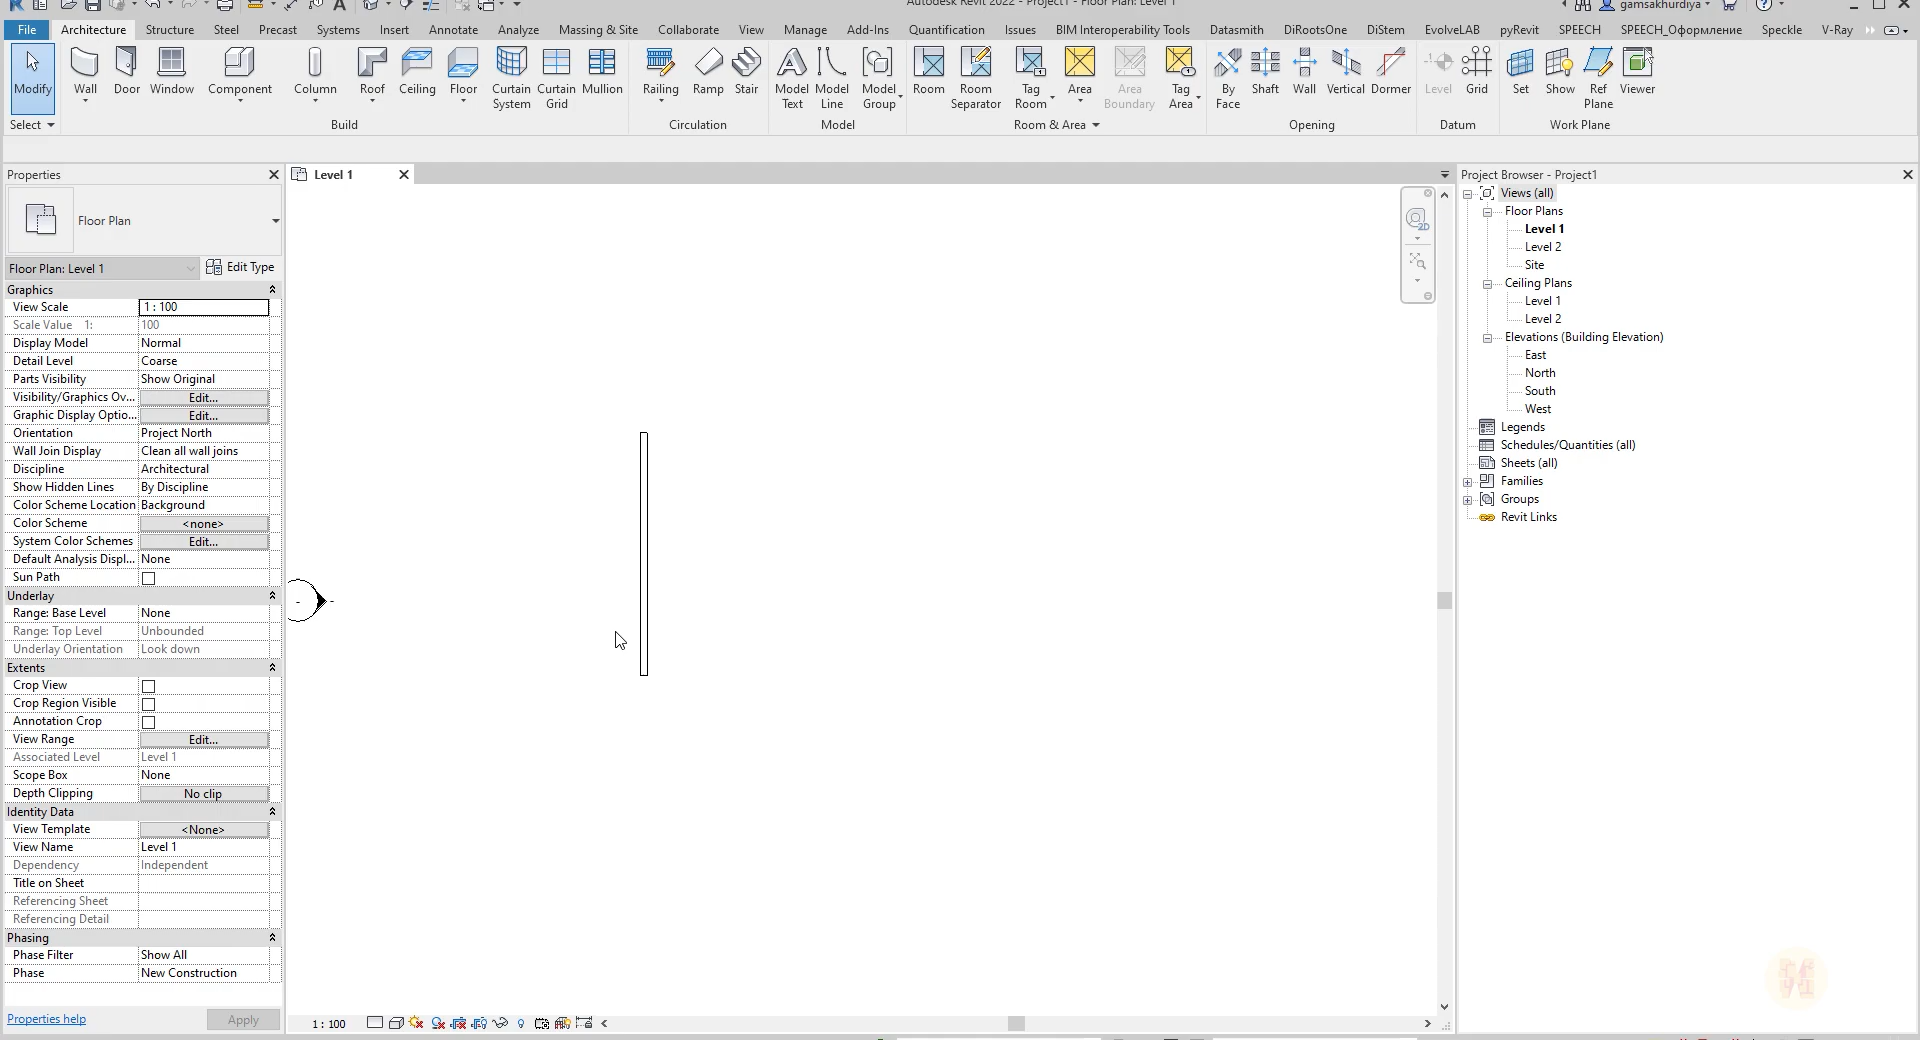 Autodesk Revit 2022 - Project1 - Floor Plan: Level 1
gamsakhurdiya
File Architecture Structure Steel Precast Systems Insert Annotate Analyze Massing & Site Collaborate View Manage Add-Ins Quantification Issues BIM Interoperability Tools Datasmith DiRootsOne DiStem EvolveLAB pyRevit SPEECH SPEECH_Оформление Speckle V-Ray
Modify Wall Door Window Component Column Roof Ceiling Floor Curtain System Curtain Grid Mullion Railing Ramp Stair Model Text Model Line Model Group Room Room Separator Tag Room Area Area Boundary Tag Area By Face Shaft Wall Vertical Dormer Level Grid Set Show Ref Plane Viewer
Select Build Circulation Model Room & Area Opening Datum Work Plane
Properties
Floor Plan
Floor Plan: Level 1 Edit Type
Graphics
View Scale 1 : 100
Scale Value 1: 100
Display Model Normal
Detail Level Coarse
Parts Visibility Show Original
Visibility/Graphics Ov... Edit...
Graphic Display Optio... Edit...
Orientation Project North
Wall Join Display Clean all wall joins
Discipline Architectural
Show Hidden Lines By Discipline
Color Scheme Location Background
Color Scheme <none>
System Color Schemes Edit...
Default Analysis Displ... None
Sun Path
Underlay
Range: Base Level None
Range: Top Level Unbounded
Underlay Orientation Look down
Extents
Crop View
Crop Region Visible
Annotation Crop
View Range Edit...
Associated Level Level 1
Scope Box None
Depth Clipping No clip
Identity Data
View Template <None>
View Name Level 1
Dependency Independent
Title on Sheet
Referencing Sheet
Referencing Detail
Phasing
Phase Filter Show All
Phase New Construction
Properties help Apply
Level 1
2D
1 : 100
Project Browser - Project1
Views (all)
Floor Plans
Level 1
Level 2
Site
Ceiling Plans
Level 1
Level 2
Elevations (Building Elevation)
East
North
South
West
Legends
Schedules/Quantities (all)
Sheets (all)
Families
Groups
Revit Links